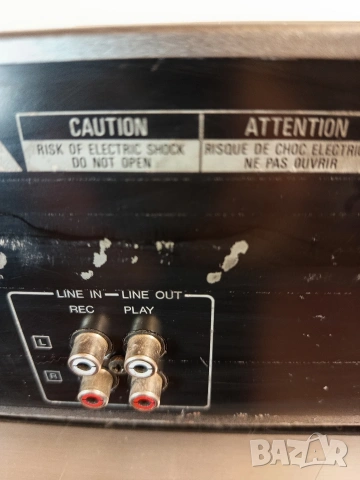 CAUTION
RISK OF ELECTRIC SHOCK
DO NOT OPEN
ATTENTION
RISQUE DE CHOC ELECTRIC
NE PAS OUVRIR
LINE IN LINE OUT
REC PLAY
L
R
BAZAR.bg